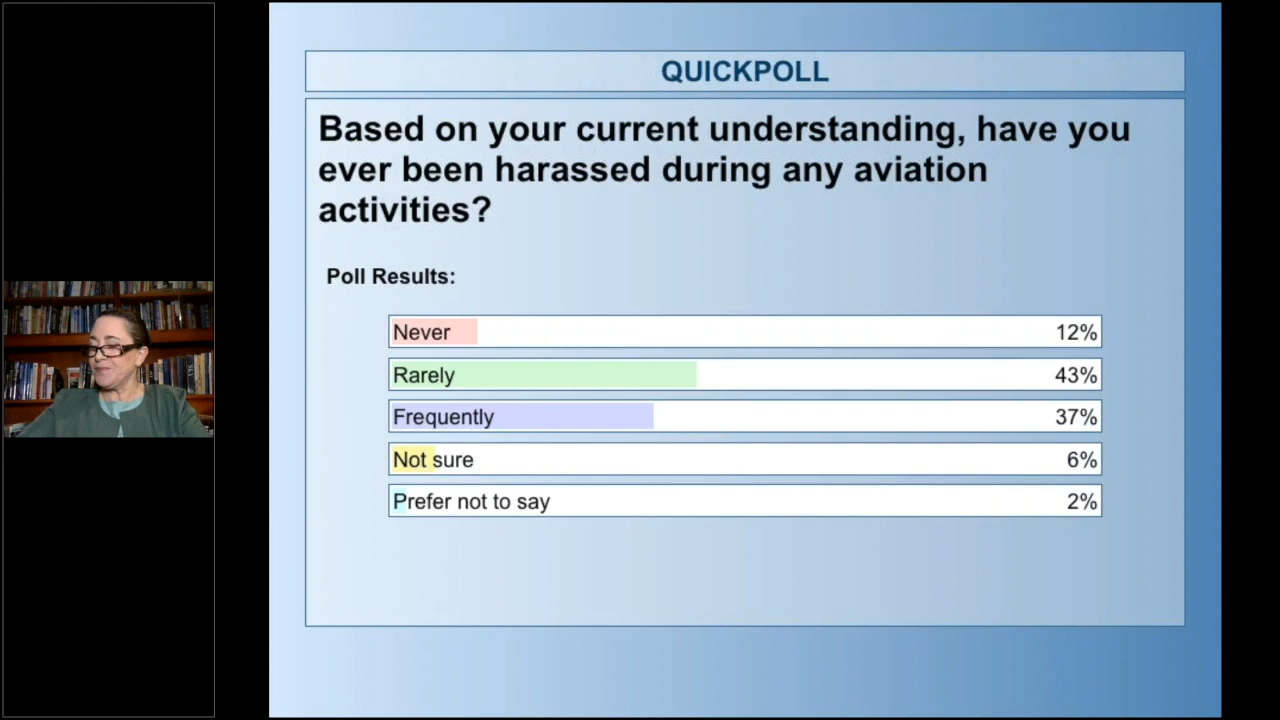 QUICKPOLL
Based on your current understanding, have you
ever been harassed during any aviation
activities?
Poll Results:
Never 12%
Rarely 43%
Frequently 37%
Not sure 6%
Prefer not to say 2%